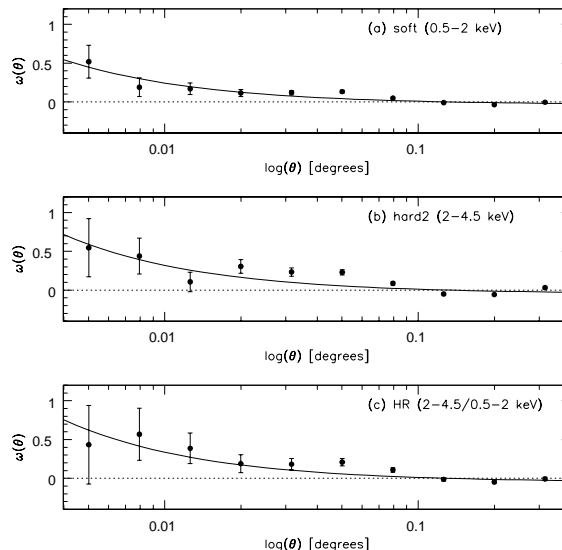 1
(a) soft (0.5−2 keV)
0.5
ω(θ)
0
0.01
0.1
log(θ) [degrees]
1
(b) hard2 (2−4.5 keV)
0.5
ω(θ)
0
0.01
0.1
log(θ) [degrees]
1
(c) HR (2−4.5/0.5−2 keV)
0.5
ω(θ)
0
0.01
0.1
log(θ) [degrees]